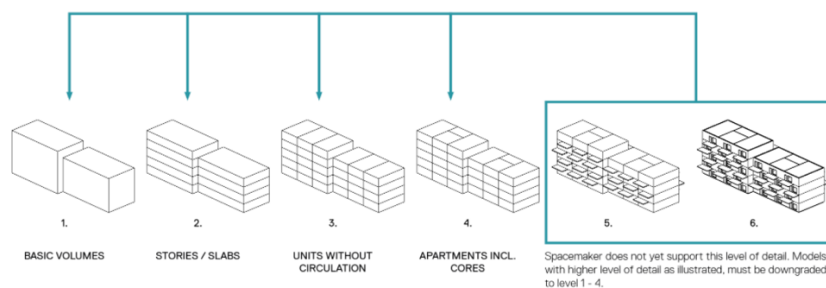 1.
2.
3.
4.
5.
6.
BASIC VOLUMES
STORIES / SLABS
UNITS WITHOUT
CIRCULATION
APARTMENTS INCL.
CORES
Spacemaker does not yet support this level of detail. Models
with higher level of detail as illustrated, must be downgraded
to level 1 - 4.